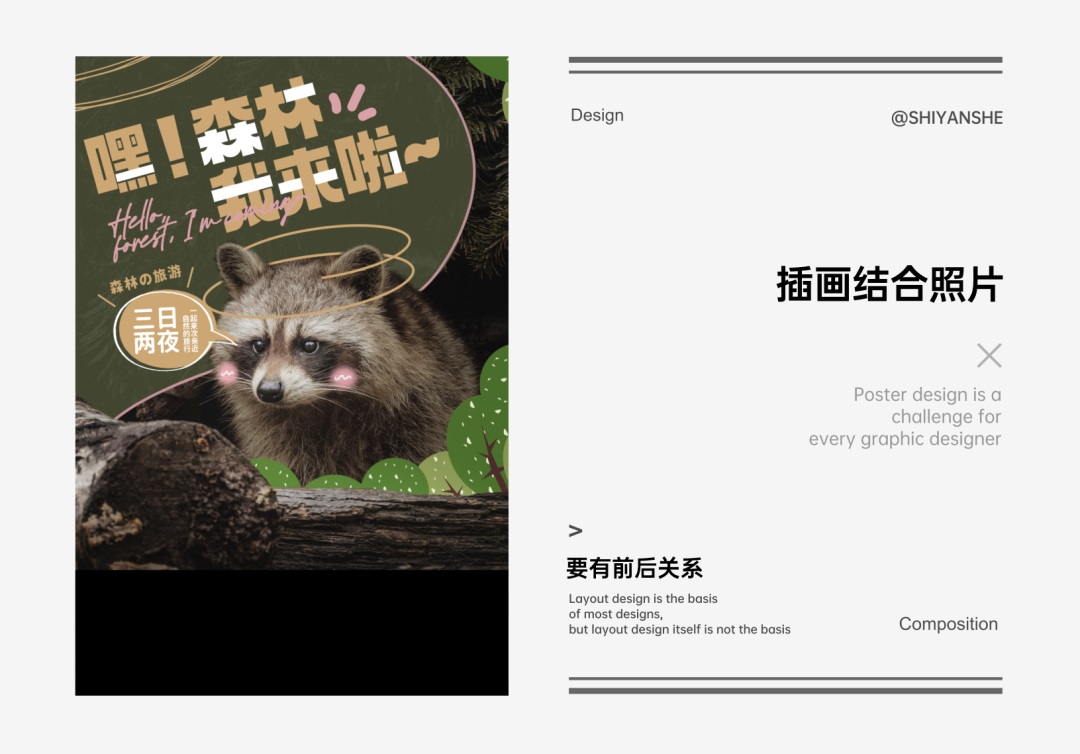 嘿！森林
我来啦~
Hello,
forest, I'm coming
森林の旅游
三日
两夜
一起来次亲近
自然的旅行
Design
@SHIYANSHE
插画结合照片
Poster design is a
challenge for
every graphic designer
>
要有前后关系
Layout design is the basis
of most designs,
but layout design itself is not the basis
Composition